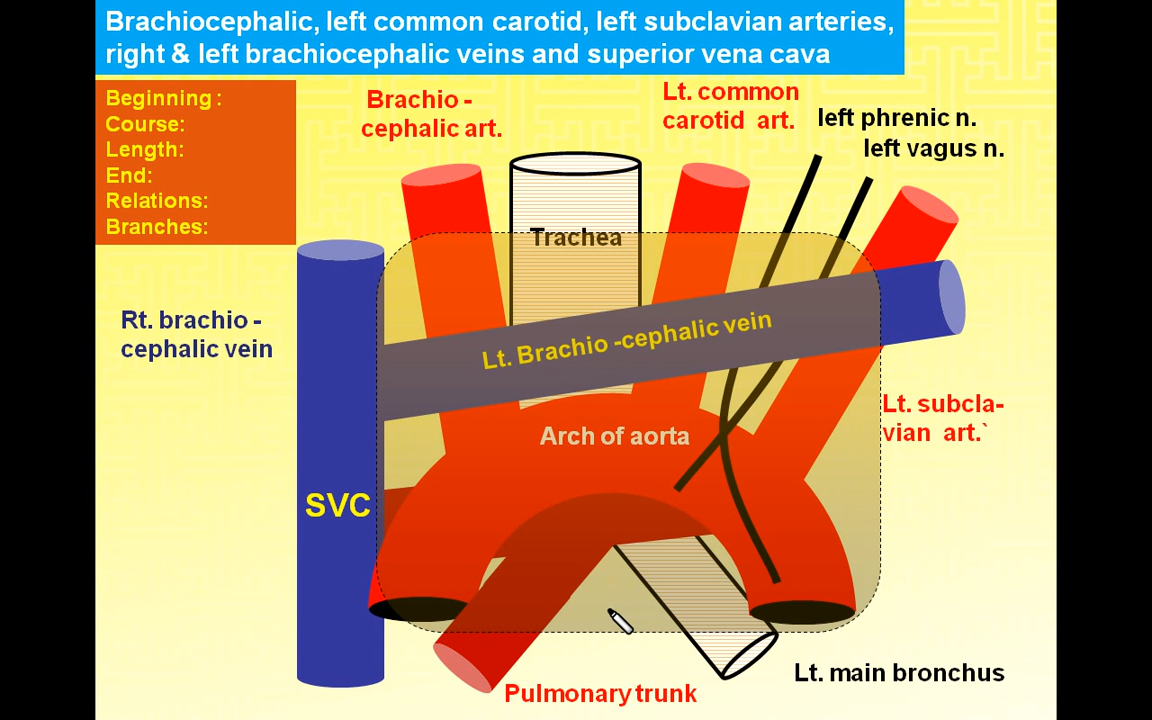 Brachiocephalic, left common carotid, left subclavian arteries,
right & left brachiocephalic veins and superior vena cava
Beginning :
Course:
Length:
End:
Relations:
Branches:
Brachio -
cephalic art.
Lt. common
carotid  art.
left phrenic n.
left vagus n.
Trachea
Rt. brachio -
cephalic vein
Lt. Brachio -cephalic vein
Lt. subcla-
vian  art.`
Arch of aorta
SVC
Lt. main bronchus
Pulmonary trunk